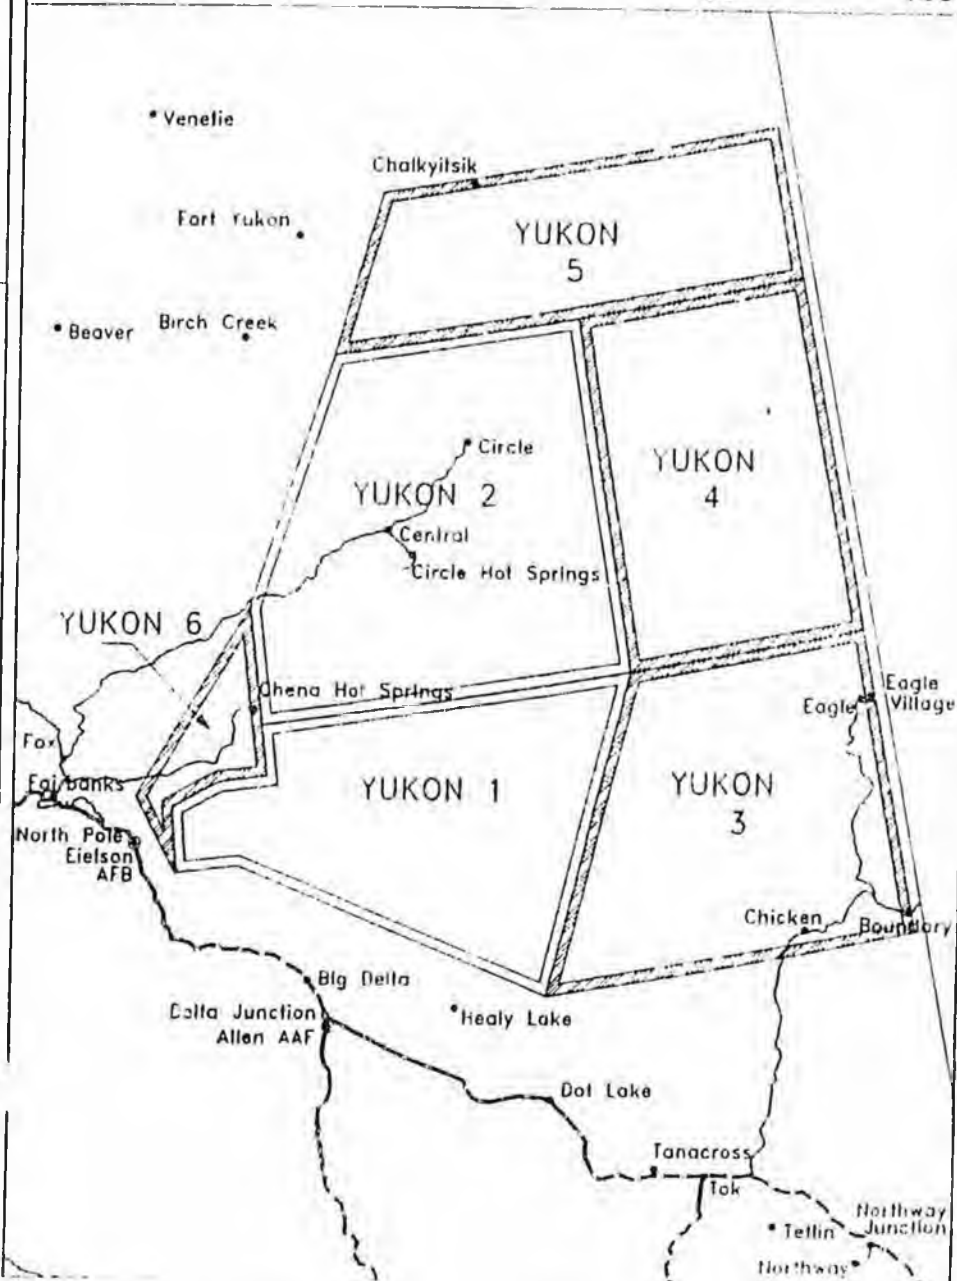 Venetie
Chalkyitsik
Fort Yukon
YUKON
5
Beaver
Birch Creek
Circle
YUKON 2
YUKON
4
Central
Circle Hot Springs
YUKON 6
Chena Hot Springs
Eagle
Eagle
Village
Fox
Fairbanks
YUKON 1
YUKON
3
North Pole
Eielson
AFB
Chicken
Boundary
Big Delta
Delta Junction
Allen AAF
Healy Lake
Dot Lake
Tanacross
Tok
Tetlin
Northway
Junction
Northway